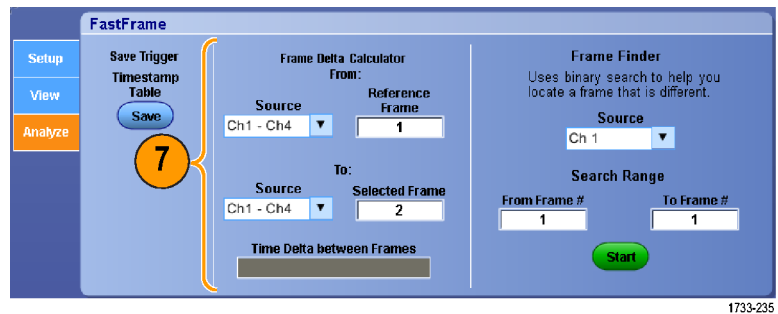 FastFrame
Setup
View
Analyze
Save Trigger
Timestamp
Table
Save
7
Frame Delta Calculator
From:
Source
Reference
Frame
Ch1 - Ch4
1
To:
Source
Selected Frame
Ch1 - Ch4
2
Time Delta between Frames
Frame Finder
Uses binary search to help you
locate a frame that is different.
Source
Ch 1
Search Range
From Frame #
To Frame #
1
1
Start
1733-235